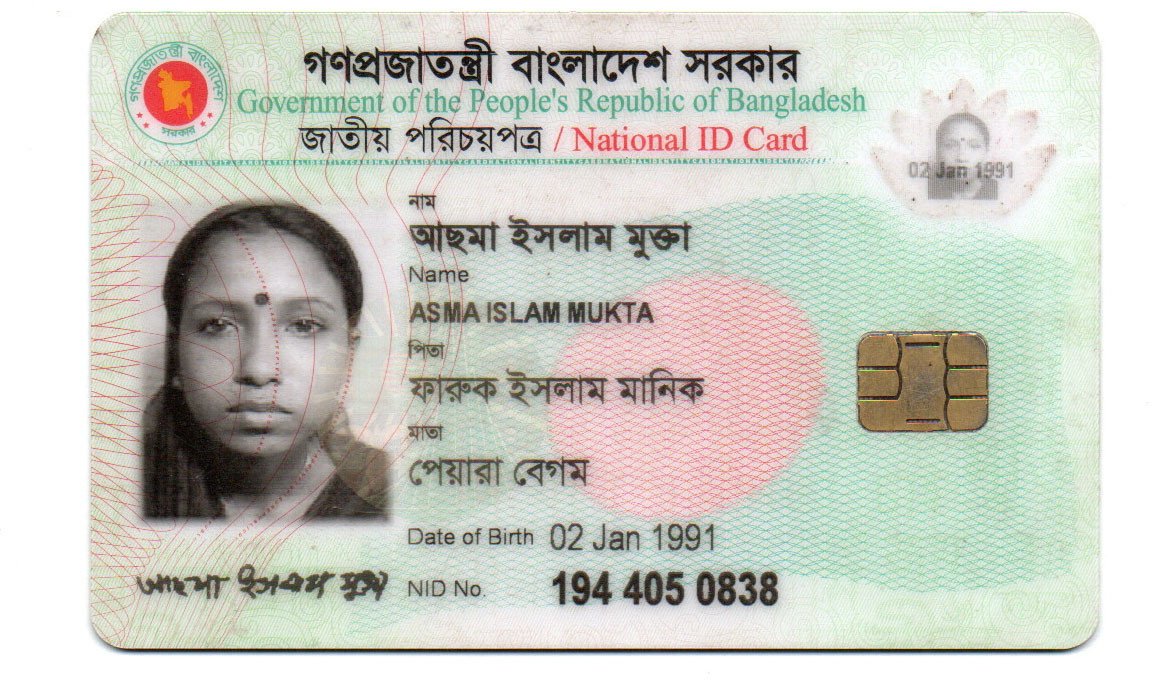 গণপ্রজাতন্ত্রী বাংলাদেশ সরকার
Government of the People's Republic of Bangladesh
জাতীয় পরিচয়পত্র / National ID Card
গণপ্রজাতন্ত্রী বাংলাদেশ
সরকার
02 Jan 1991
নাম
আছমা ইসলাম মুক্তা
Name
ASMA ISLAM MUKTA
পিতা
ফারুক ইসলাম মানিক
মাতা
পেয়ারা বেগম
Date of Birth 02 Jan 1991
আছমা ইসলাম মুক্তা
NID No. 194 405 0838